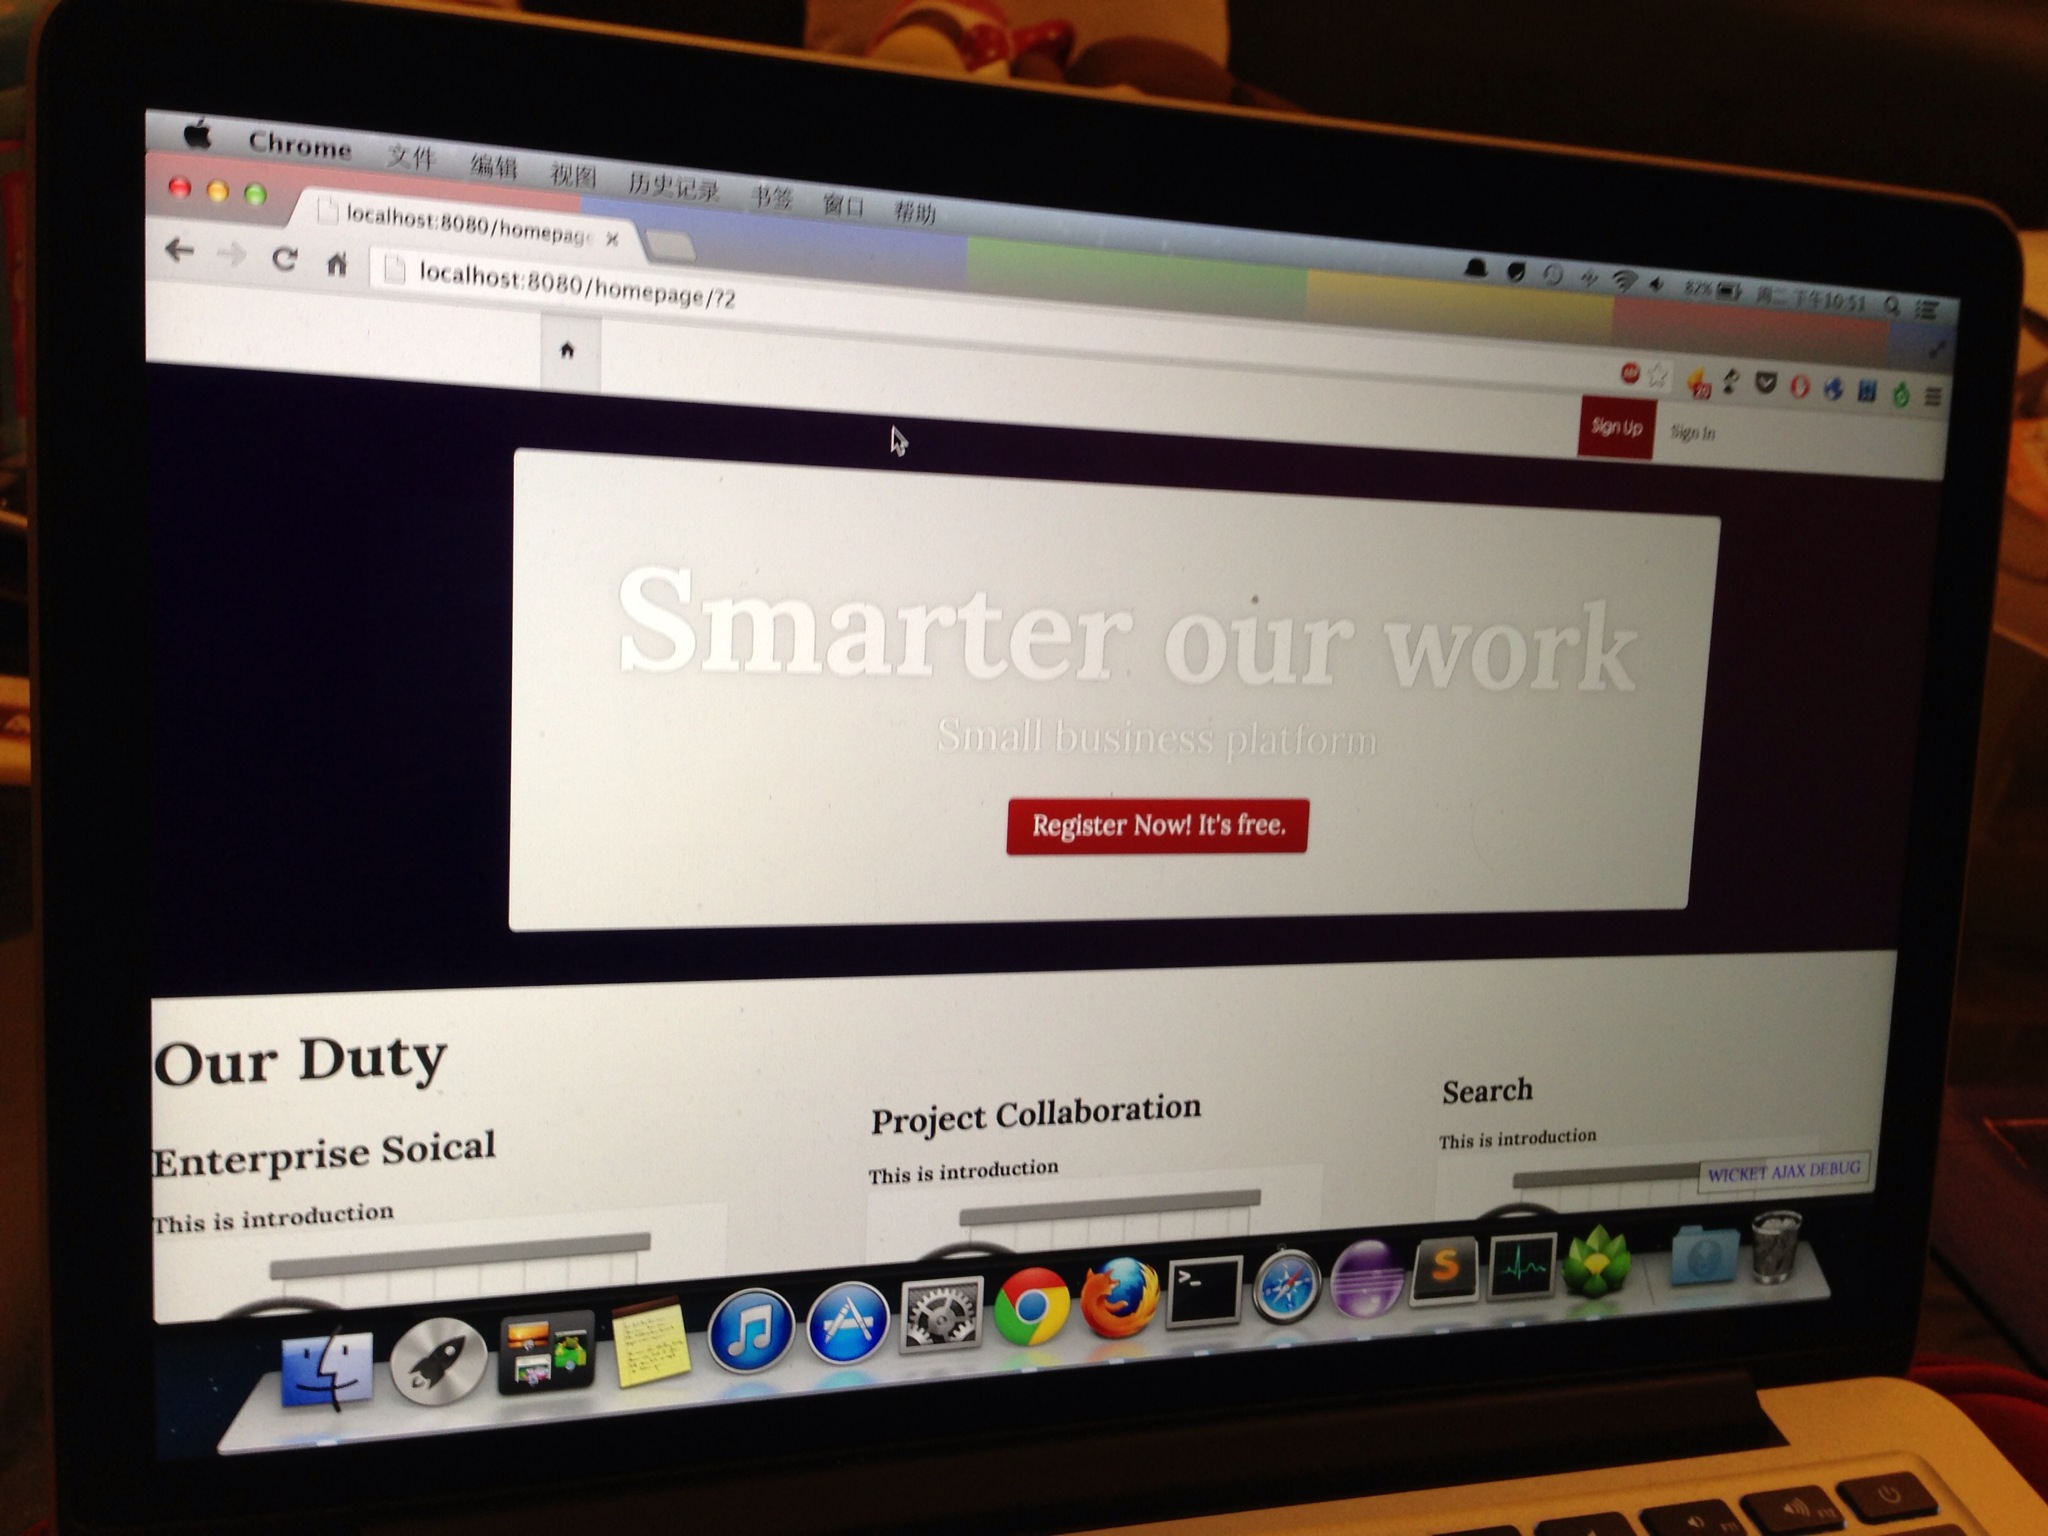 Chrome 文件 编辑 视图 历史记录 书签 窗口 帮助 82% 周二下午10:51
localhost:8080/homepage
localhost:8080/homepage/?2
Sign Up Sign In
Smarter our work
Small business platform
Register Now! It's free.
Our Duty
Enterprise Soical
This is introduction
Project Collaboration
This is introduction
Search
This is introduction
WICKET AJAX DEBUG